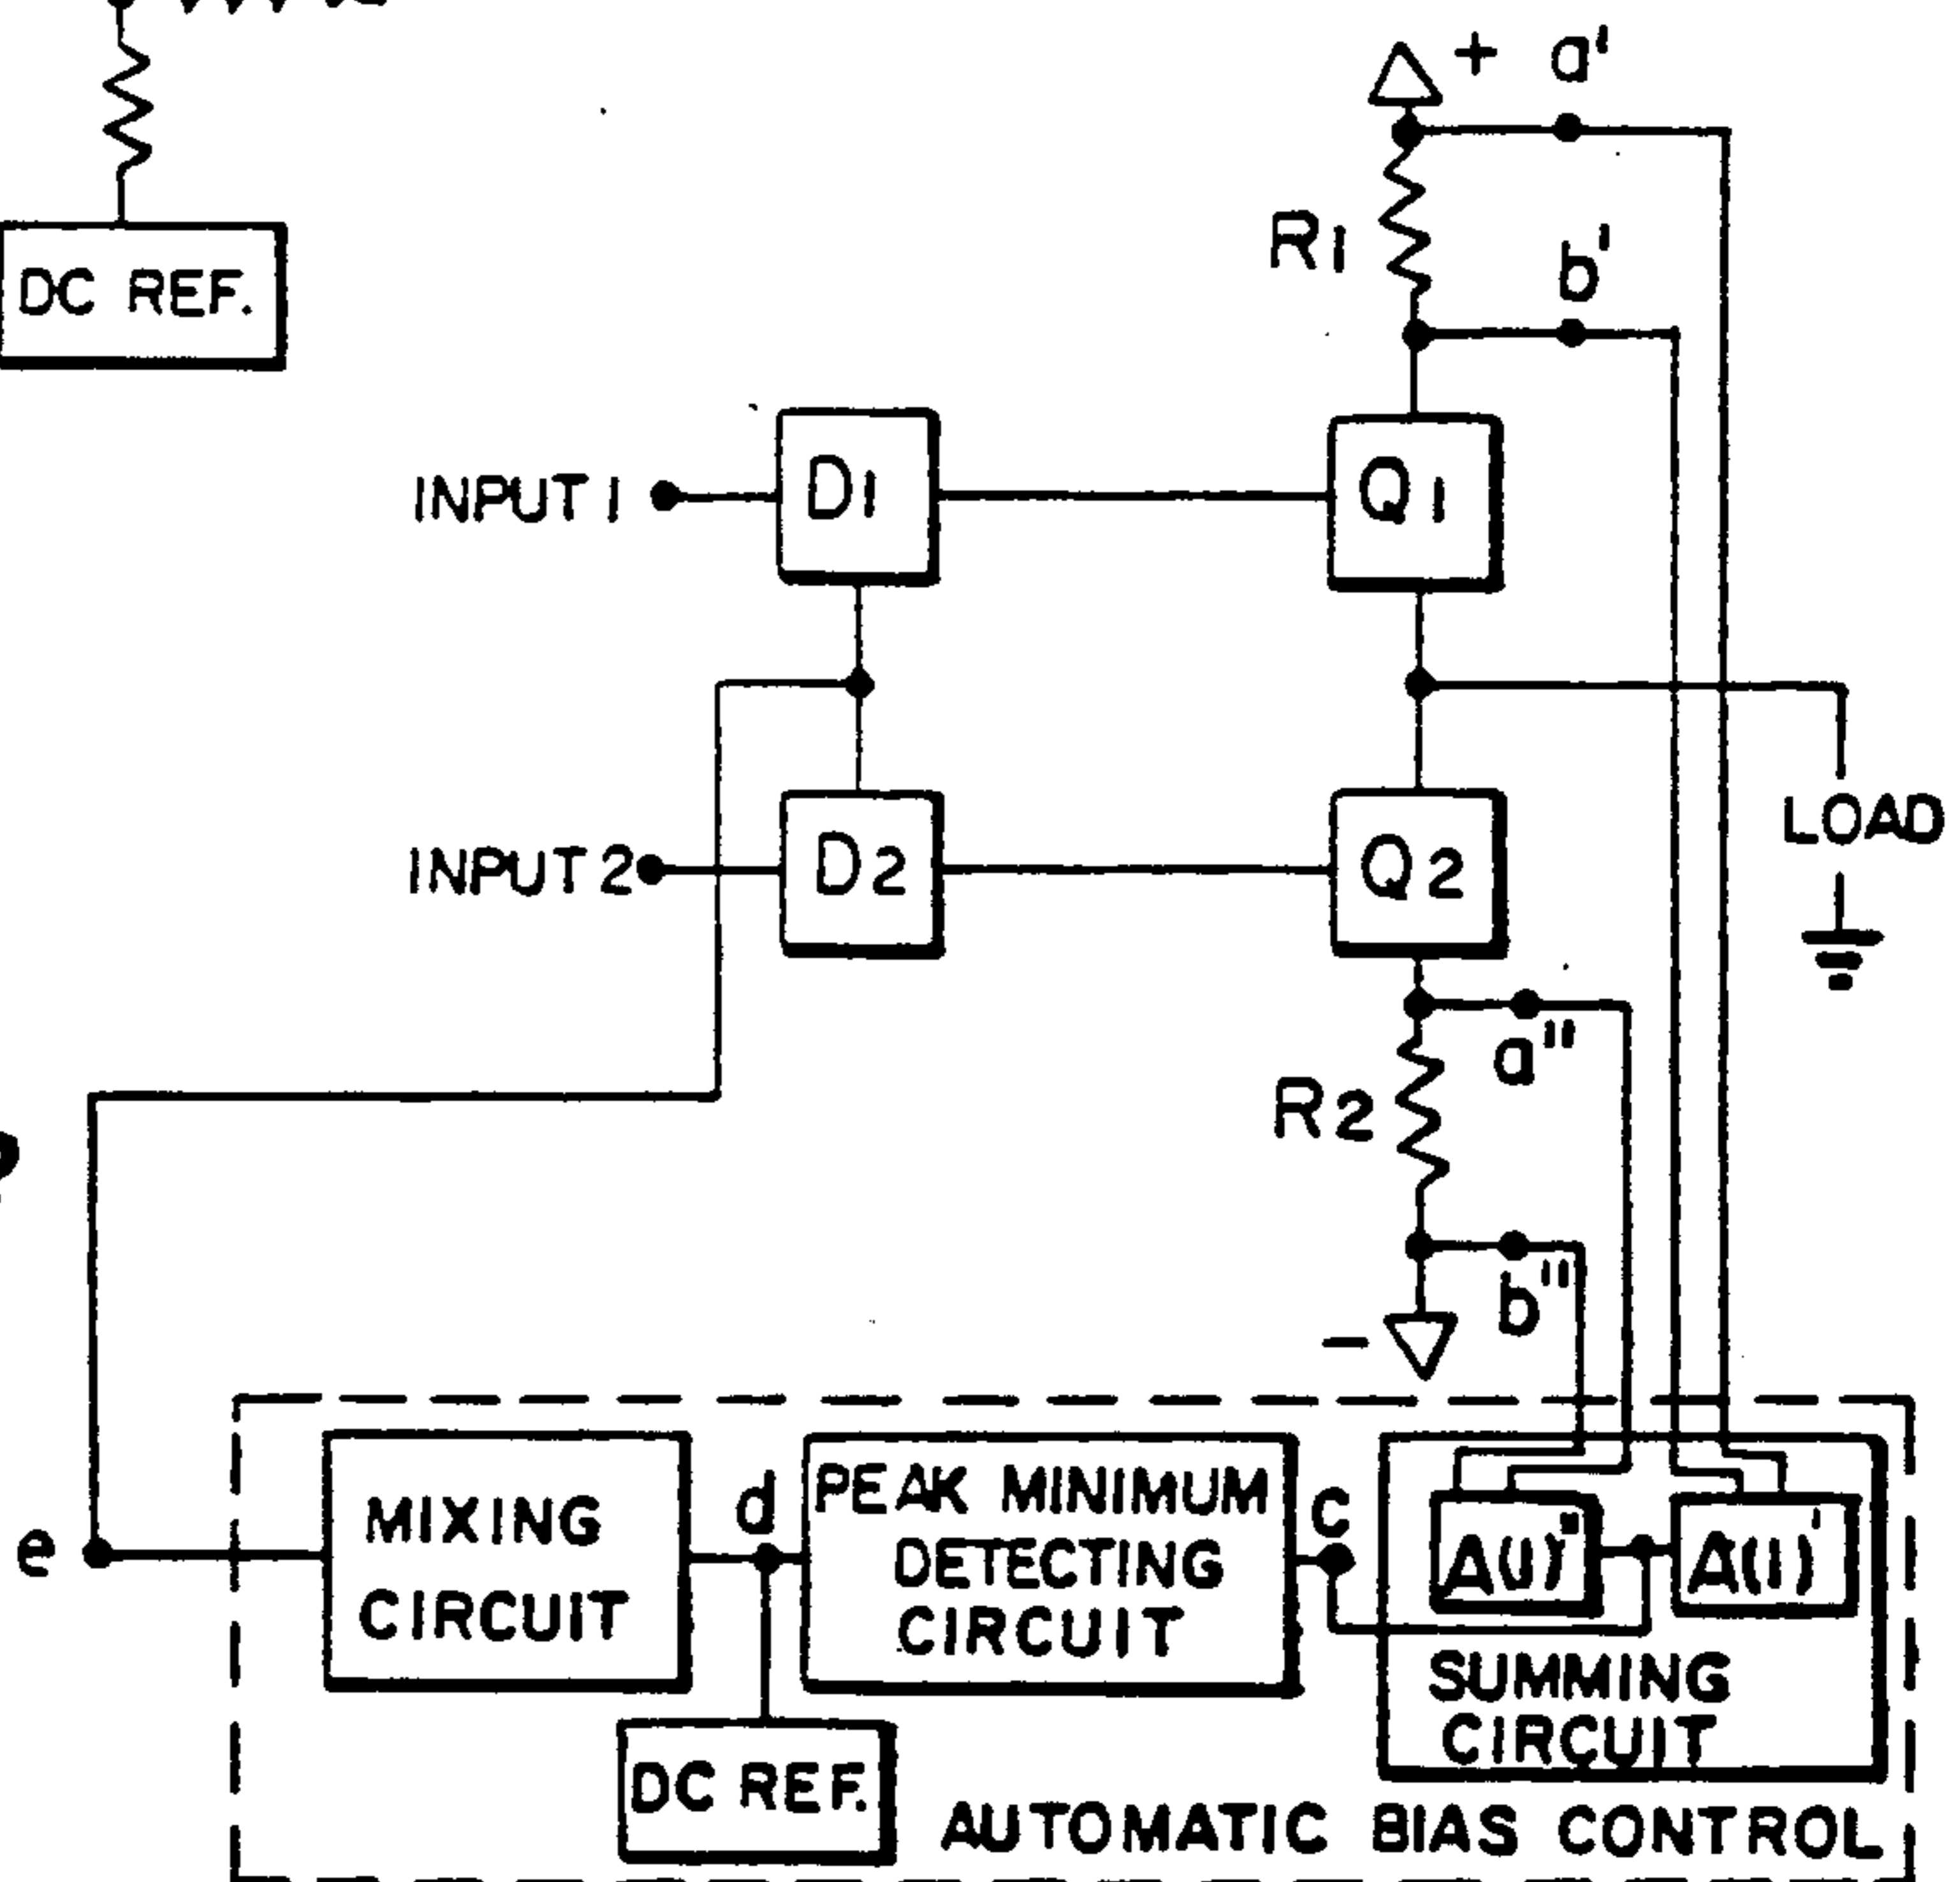 + a'
R1
b'
DC REF.
INPUT 1
D1
Q1
LOAD
INPUT 2
D2
Q2
a"
R2
b"
−
e
MIXING
CIRCUIT
d
PEAK MINIMUM
DETECTING
CIRCUIT
c
Δ(I)"
Δ(I)'
SUMMING
CIRCUIT
DC REF.
AUTOMATIC BIAS CONTROL